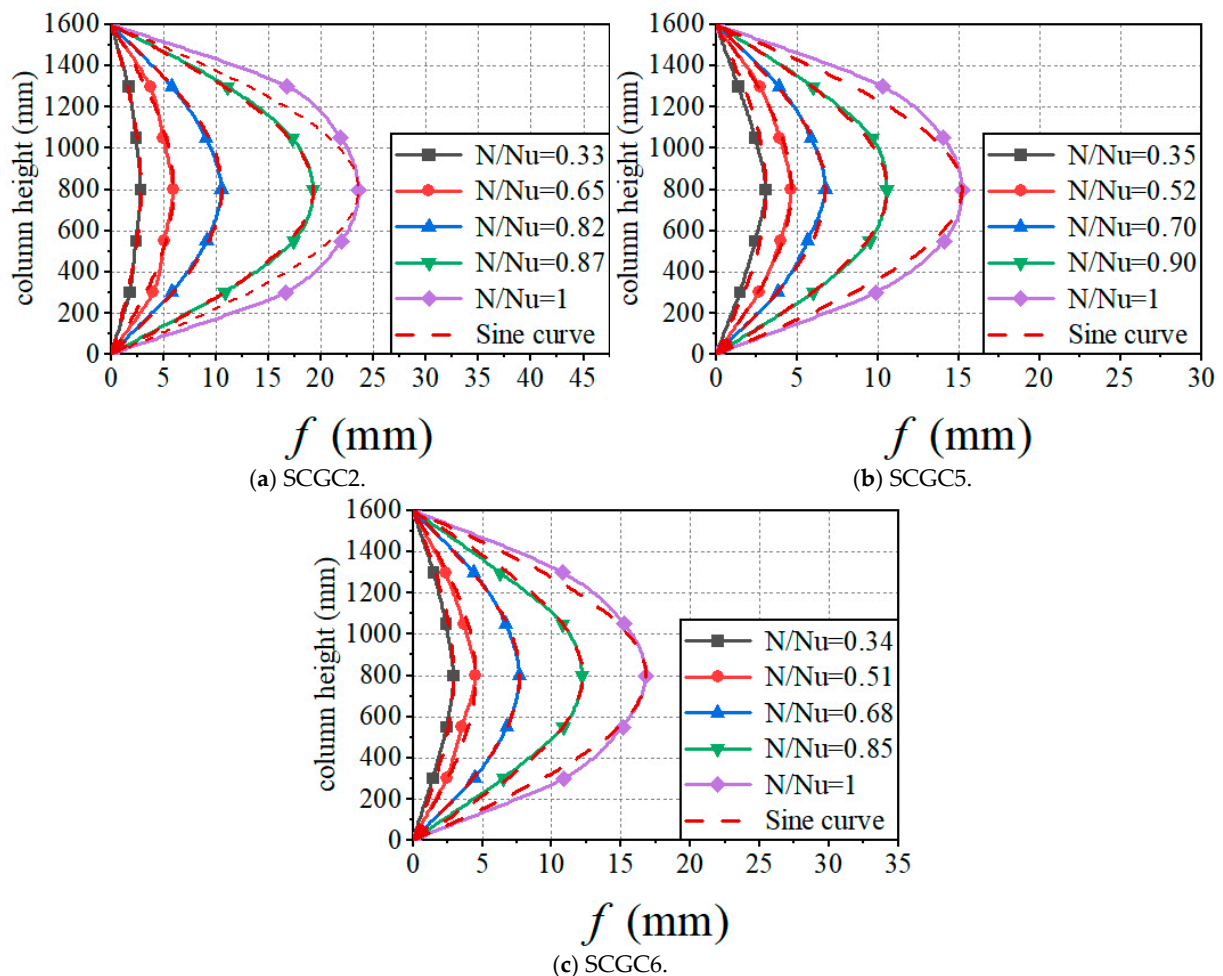 column height (mm)
1600
1400
1200
1000
800
600
400
200
0
N/Nu=0.33
N/Nu=0.65
N/Nu=0.82
N/Nu=0.87
N/Nu=1
Sine curve
0 5 10 15 20 25 30 35 40 45
f (mm)
(a) SCGC2.
column height (mm)
1600
1400
1200
1000
800
600
400
200
0
N/Nu=0.35
N/Nu=0.52
N/Nu=0.70
N/Nu=0.90
N/Nu=1
Sine curve
0 5 10 15 20 25 30
f (mm)
(b) SCGC5.
column height (mm)
1600
1400
1200
1000
800
600
400
200
0
N/Nu=0.34
N/Nu=0.51
N/Nu=0.68
N/Nu=0.85
N/Nu=1
Sine curve
0 5 10 15 20 25 30 35
f (mm)
(c) SCGC6.